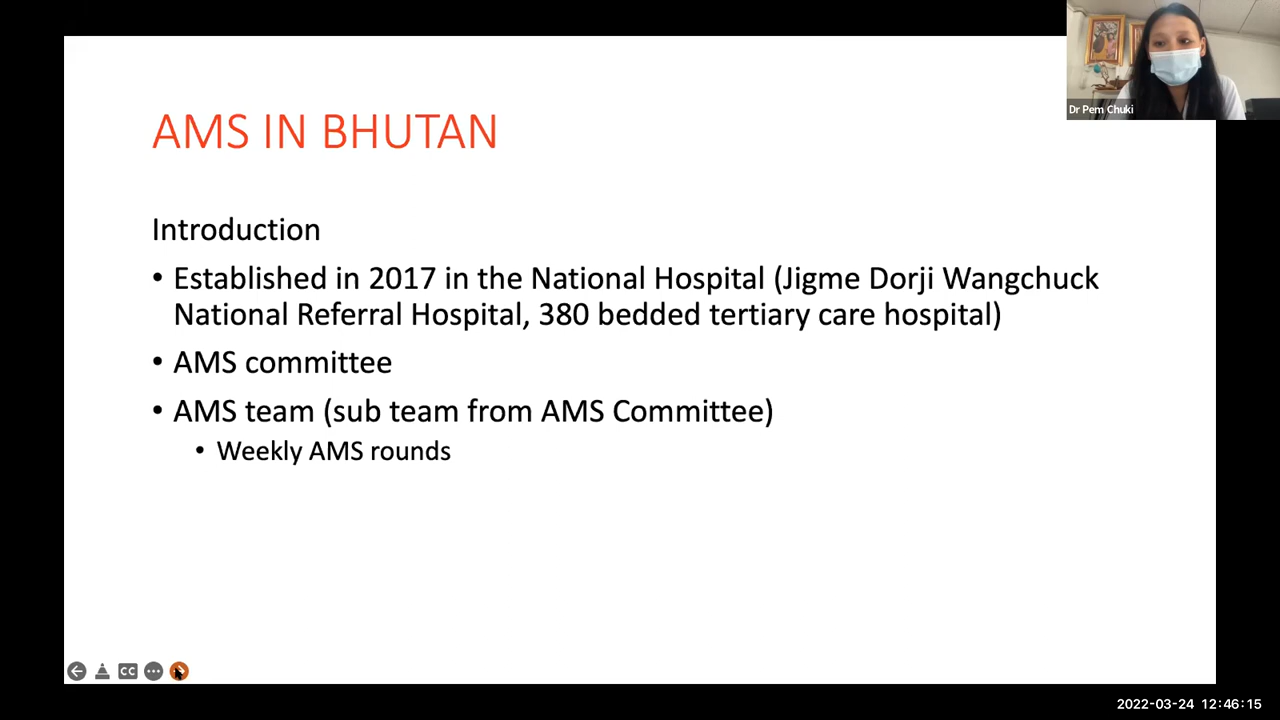 Dr Pem Chuki
AMS IN BHUTAN
Introduction
• Established in 2017 in the National Hospital (Jigme Dorji Wangchuck
National Referral Hospital, 380 bedded tertiary care hospital)
• AMS committee
• AMS team (sub team from AMS Committee)
• Weekly AMS rounds
CC
2022-03-24 12:46:15